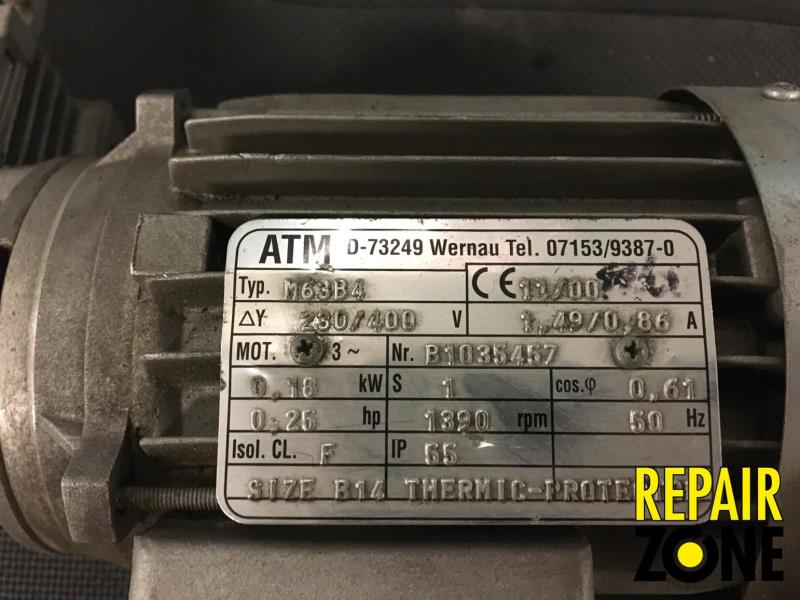 ATM D-73249 Wernau Tel. 07153/9387-0
Typ. M63B4 CE 11/00
ΔY 230/400 V 1,49/0,86 A
MOT. 3~ Nr. B1035457
0,18 kW S 1 cos.φ 0,61
0.25 hp 1390 rpm 50 Hz
Isol. CL. F IP 55
SIZE B14
REPAIR
ZONE